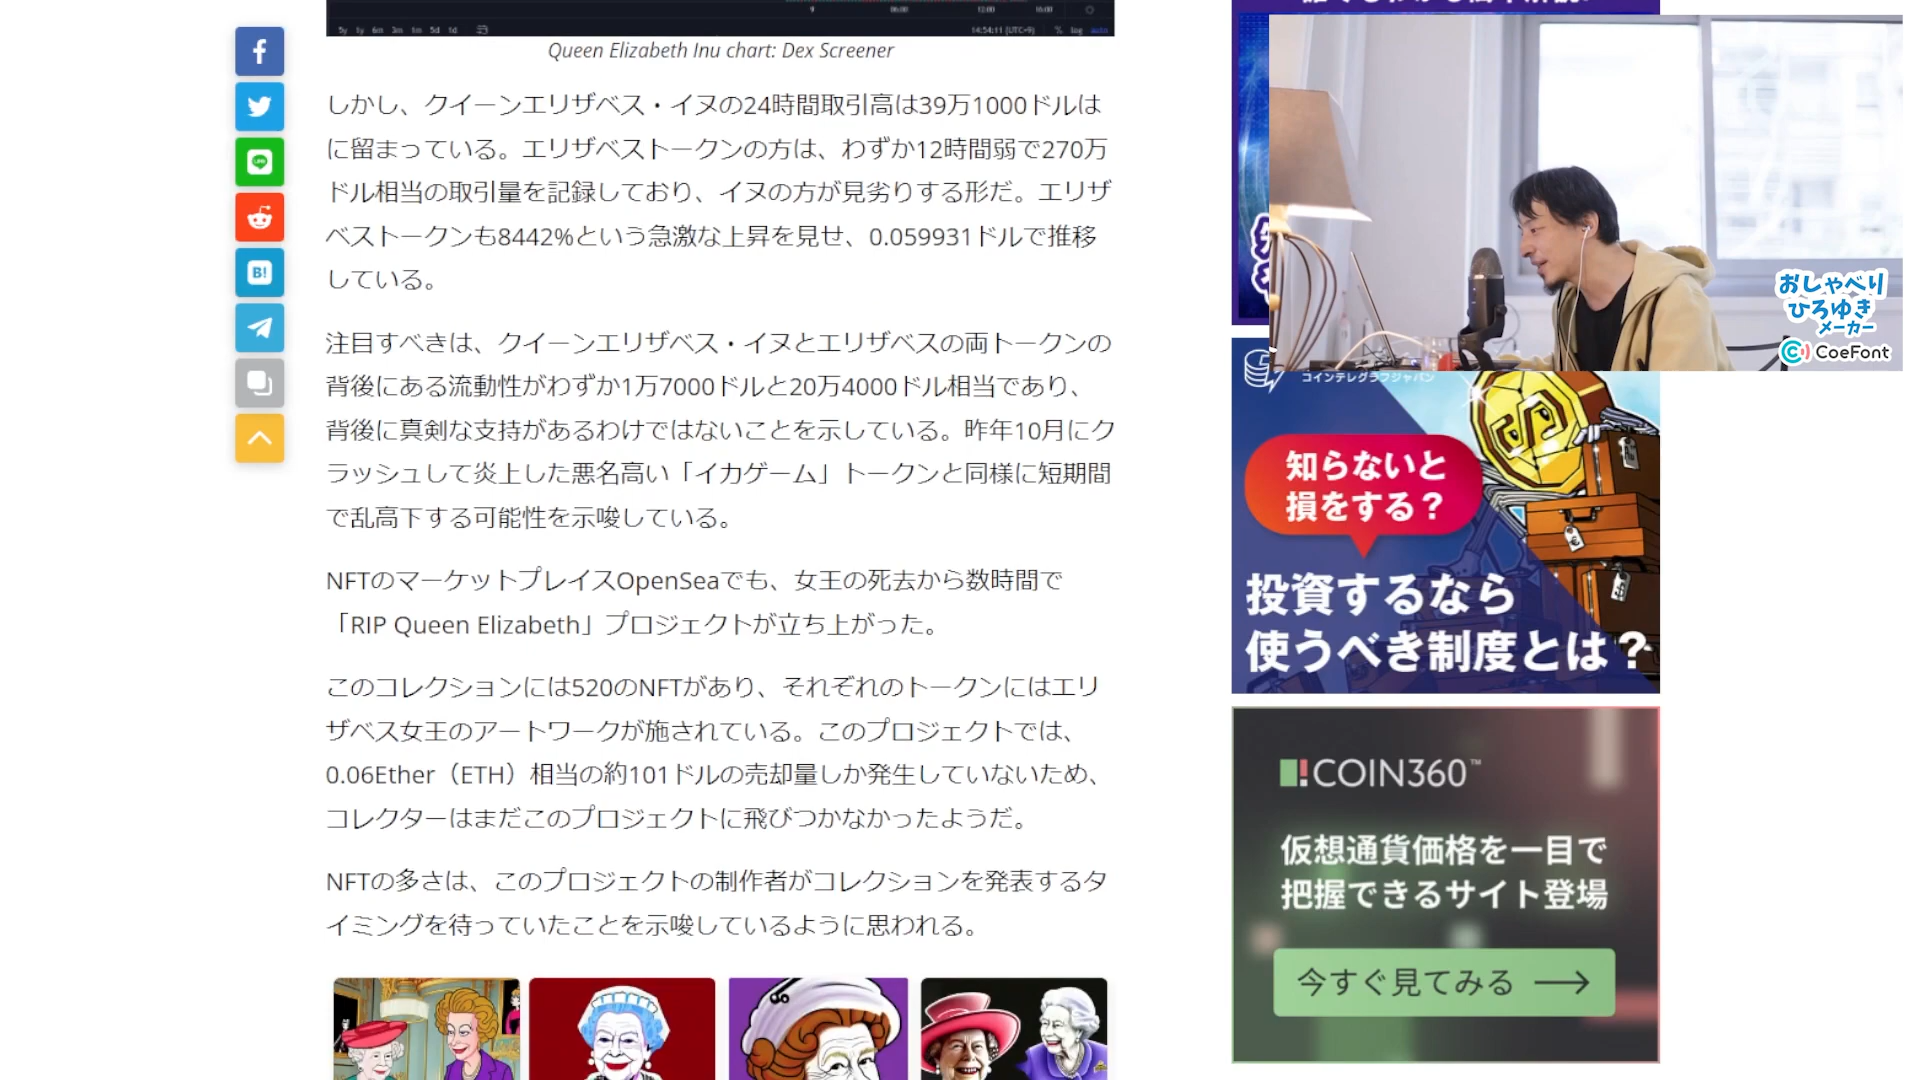 5y 1y 6m 3m 1m 5d 1d
9 06:00 12:00 16:00
14:54:11 (UTC+9) % log auto
Queen Elizabeth Inu chart: Dex Screener
しかし、クイーンエリザベス・イヌの24時間取引高は39万1000ドルは
に留まっている。エリザベストークンの方は、わずか12時間弱で270万
ドル相当の取引量を記録しており、イヌの方が見劣りする形だ。エリザ
ベストークンも8442%という急激な上昇を見せ、0.059931ドルで推移
している。
注目すべきは、クイーンエリザベス・イヌとエリザベスの両トークンの
背後にある流動性がわずか1万7000ドルと20万4000ドル相当であり、
背後に真剣な支持があるわけではないことを示している。昨年10月にク
ラッシュして炎上した悪名高い「イカゲーム」トークンと同様に短期間
で乱高下する可能性を示唆している。
NFTのマーケットプレイスOpenSeaでも、女王の死去から数時間で
「RIP Queen Elizabeth」プロジェクトが立ち上がった。
このコレクションには520のNFTがあり、それぞれのトークンにはエリ
ザベス女王のアートワークが施されている。このプロジェクトでは、
0.06Ether（ETH）相当の約101ドルの売却量しか発生していないため、
コレクターはまだこのプロジェクトに飛びつかなかったようだ。
NFTの多さは、このプロジェクトの制作者がコレクションを発表するタ
イミングを待っていたことを示唆しているように思われる。
f
LINE
B!
おしゃべり
ひろゆき
メーカー
CoeFont
コインテレグラフジャパン
知らないと
損をする？
投資するなら
使うべき制度とは？
COIN360™
仮想通貨価格を一目で
把握できるサイト登場
今すぐ見てみる